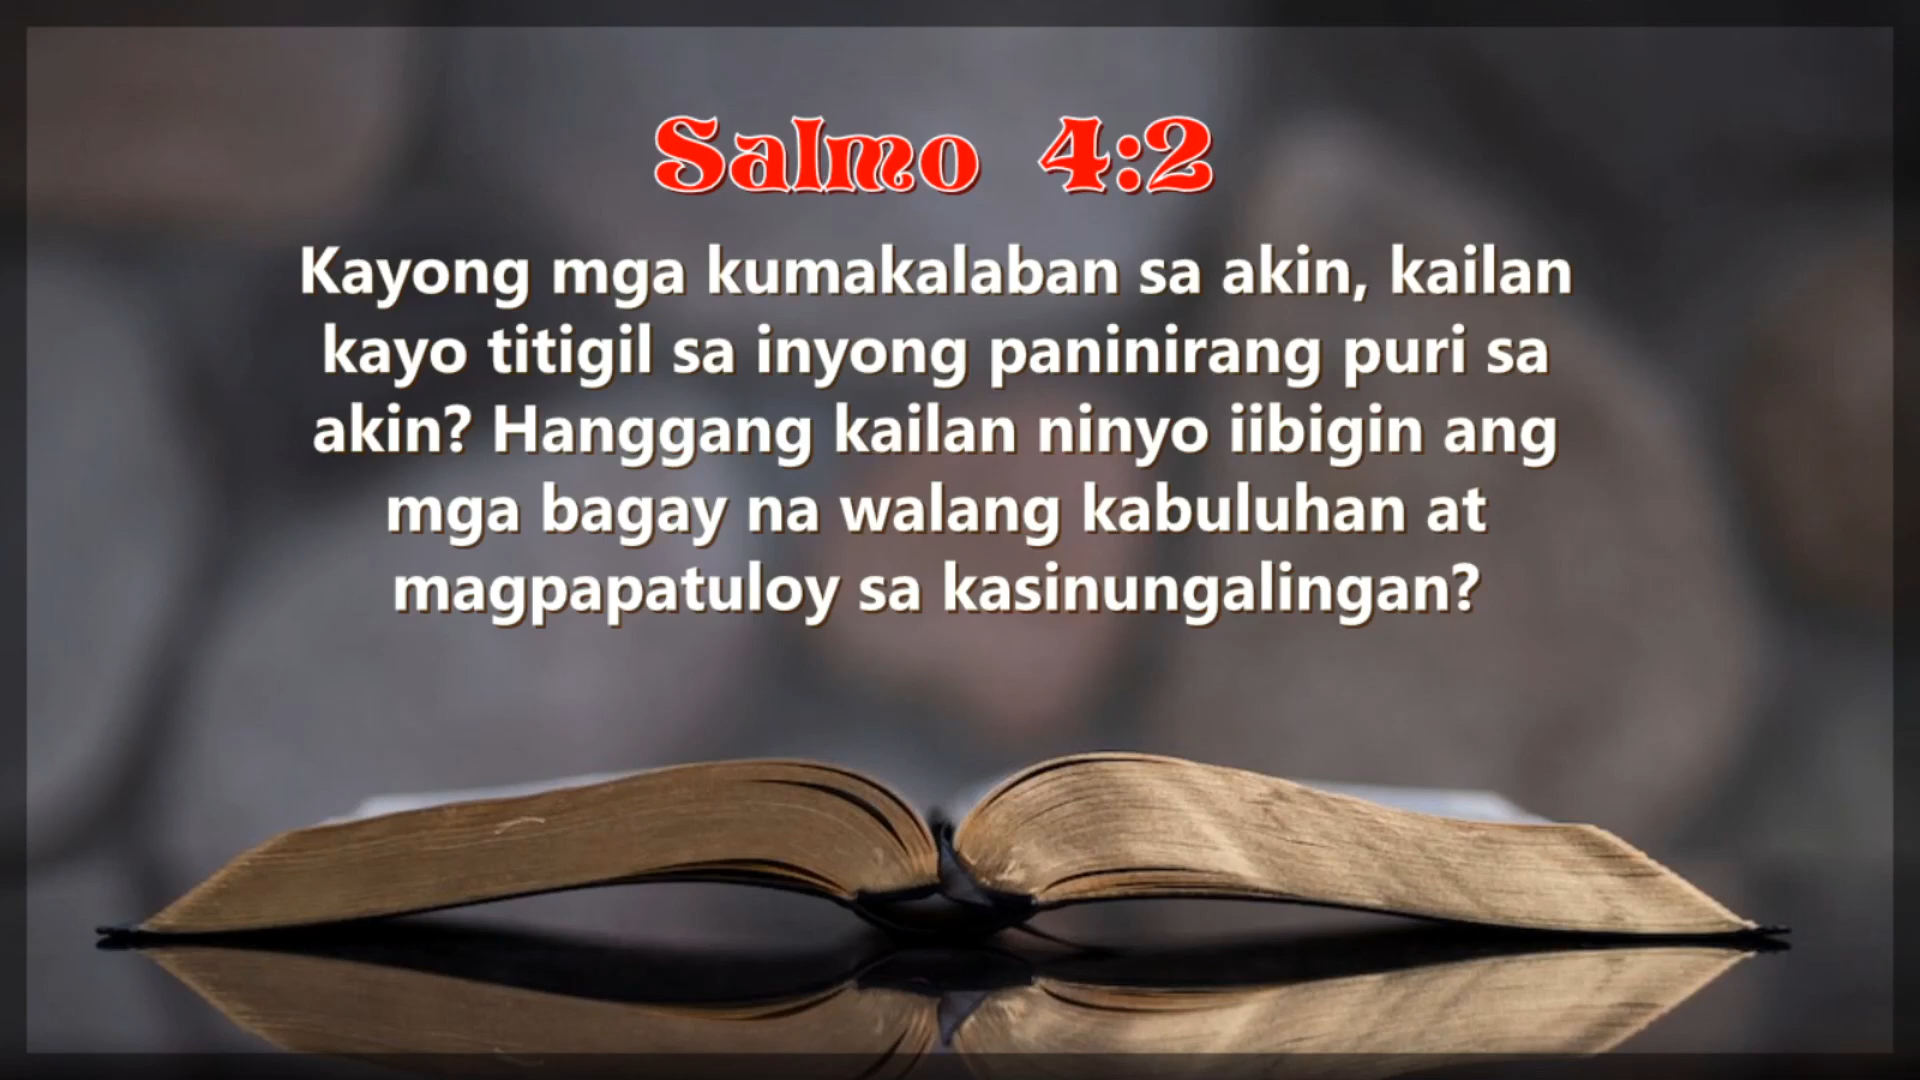 Salmo 4:2
Kayong mga kumakalaban sa akin, kailan
kayo titigil sa inyong paninirang puri sa
akin? Hanggang kailan ninyo iibigin ang
mga bagay na walang kabuluhan at
magpapatuloy sa kasinungalingan?